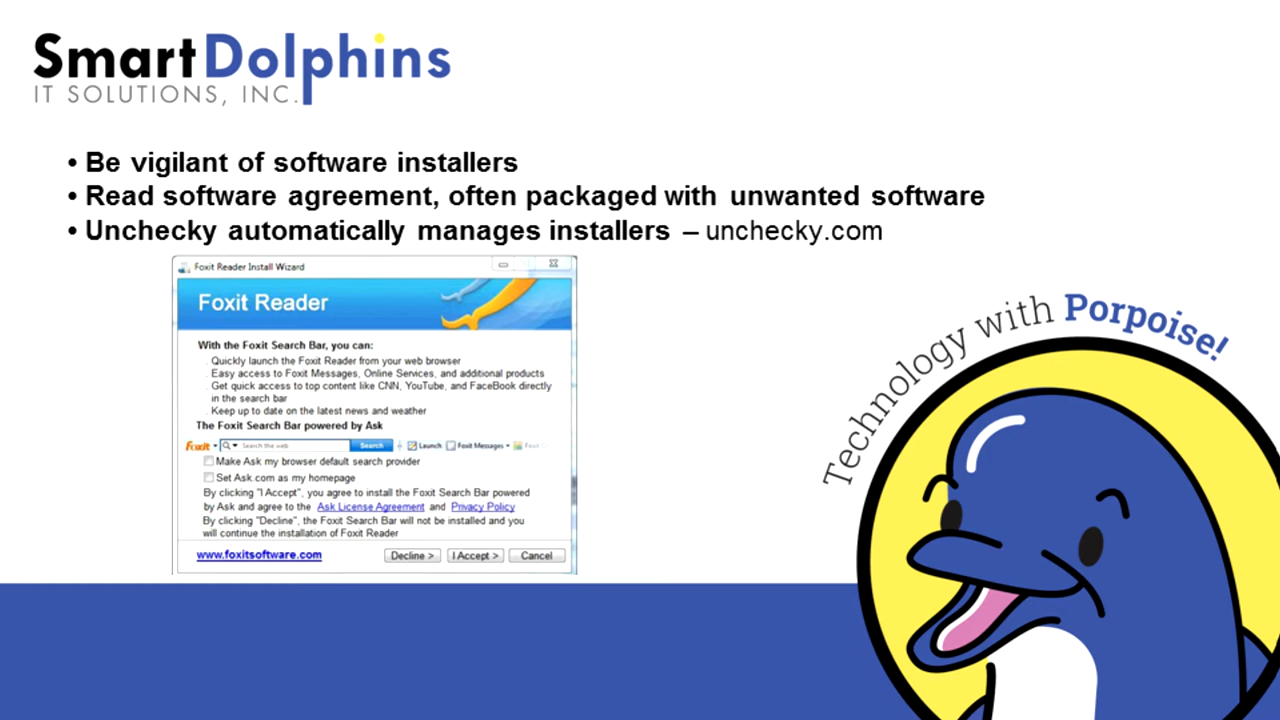 SmartDolphins
IT SOLUTIONS, INC.
• Be vigilant of software installers
• Read software agreement, often packaged with unwanted software
• Unchecky automatically manages installers – unchecky.com
Foxit Reader Install Wizard
Foxit Reader
With the Foxit Search Bar, you can:
Quickly launch the Foxit Reader from your web browser
Easy access to Foxit Messages, Online Services, and additional products
Get quick access to top content like CNN, YouTube, and FaceBook directly
in the search bar
Keep up to date on the latest news and weather
The Foxit Search Bar powered by Ask
Foxit Search the web Search Launch Foxit Messages
Make Ask my browser default search provider
Set Ask.com as my homepage
By clicking "I Accept", you agree to install the Foxit Search Bar powered
by Ask and agree to the Ask License Agreement and Privacy Policy
By clicking "Decline", the Foxit Search Bar will not be installed and you
will continue the installation of Foxit Reader
www.foxitsoftware.com Decline > I Accept > Cancel
Technology with Porpoise!